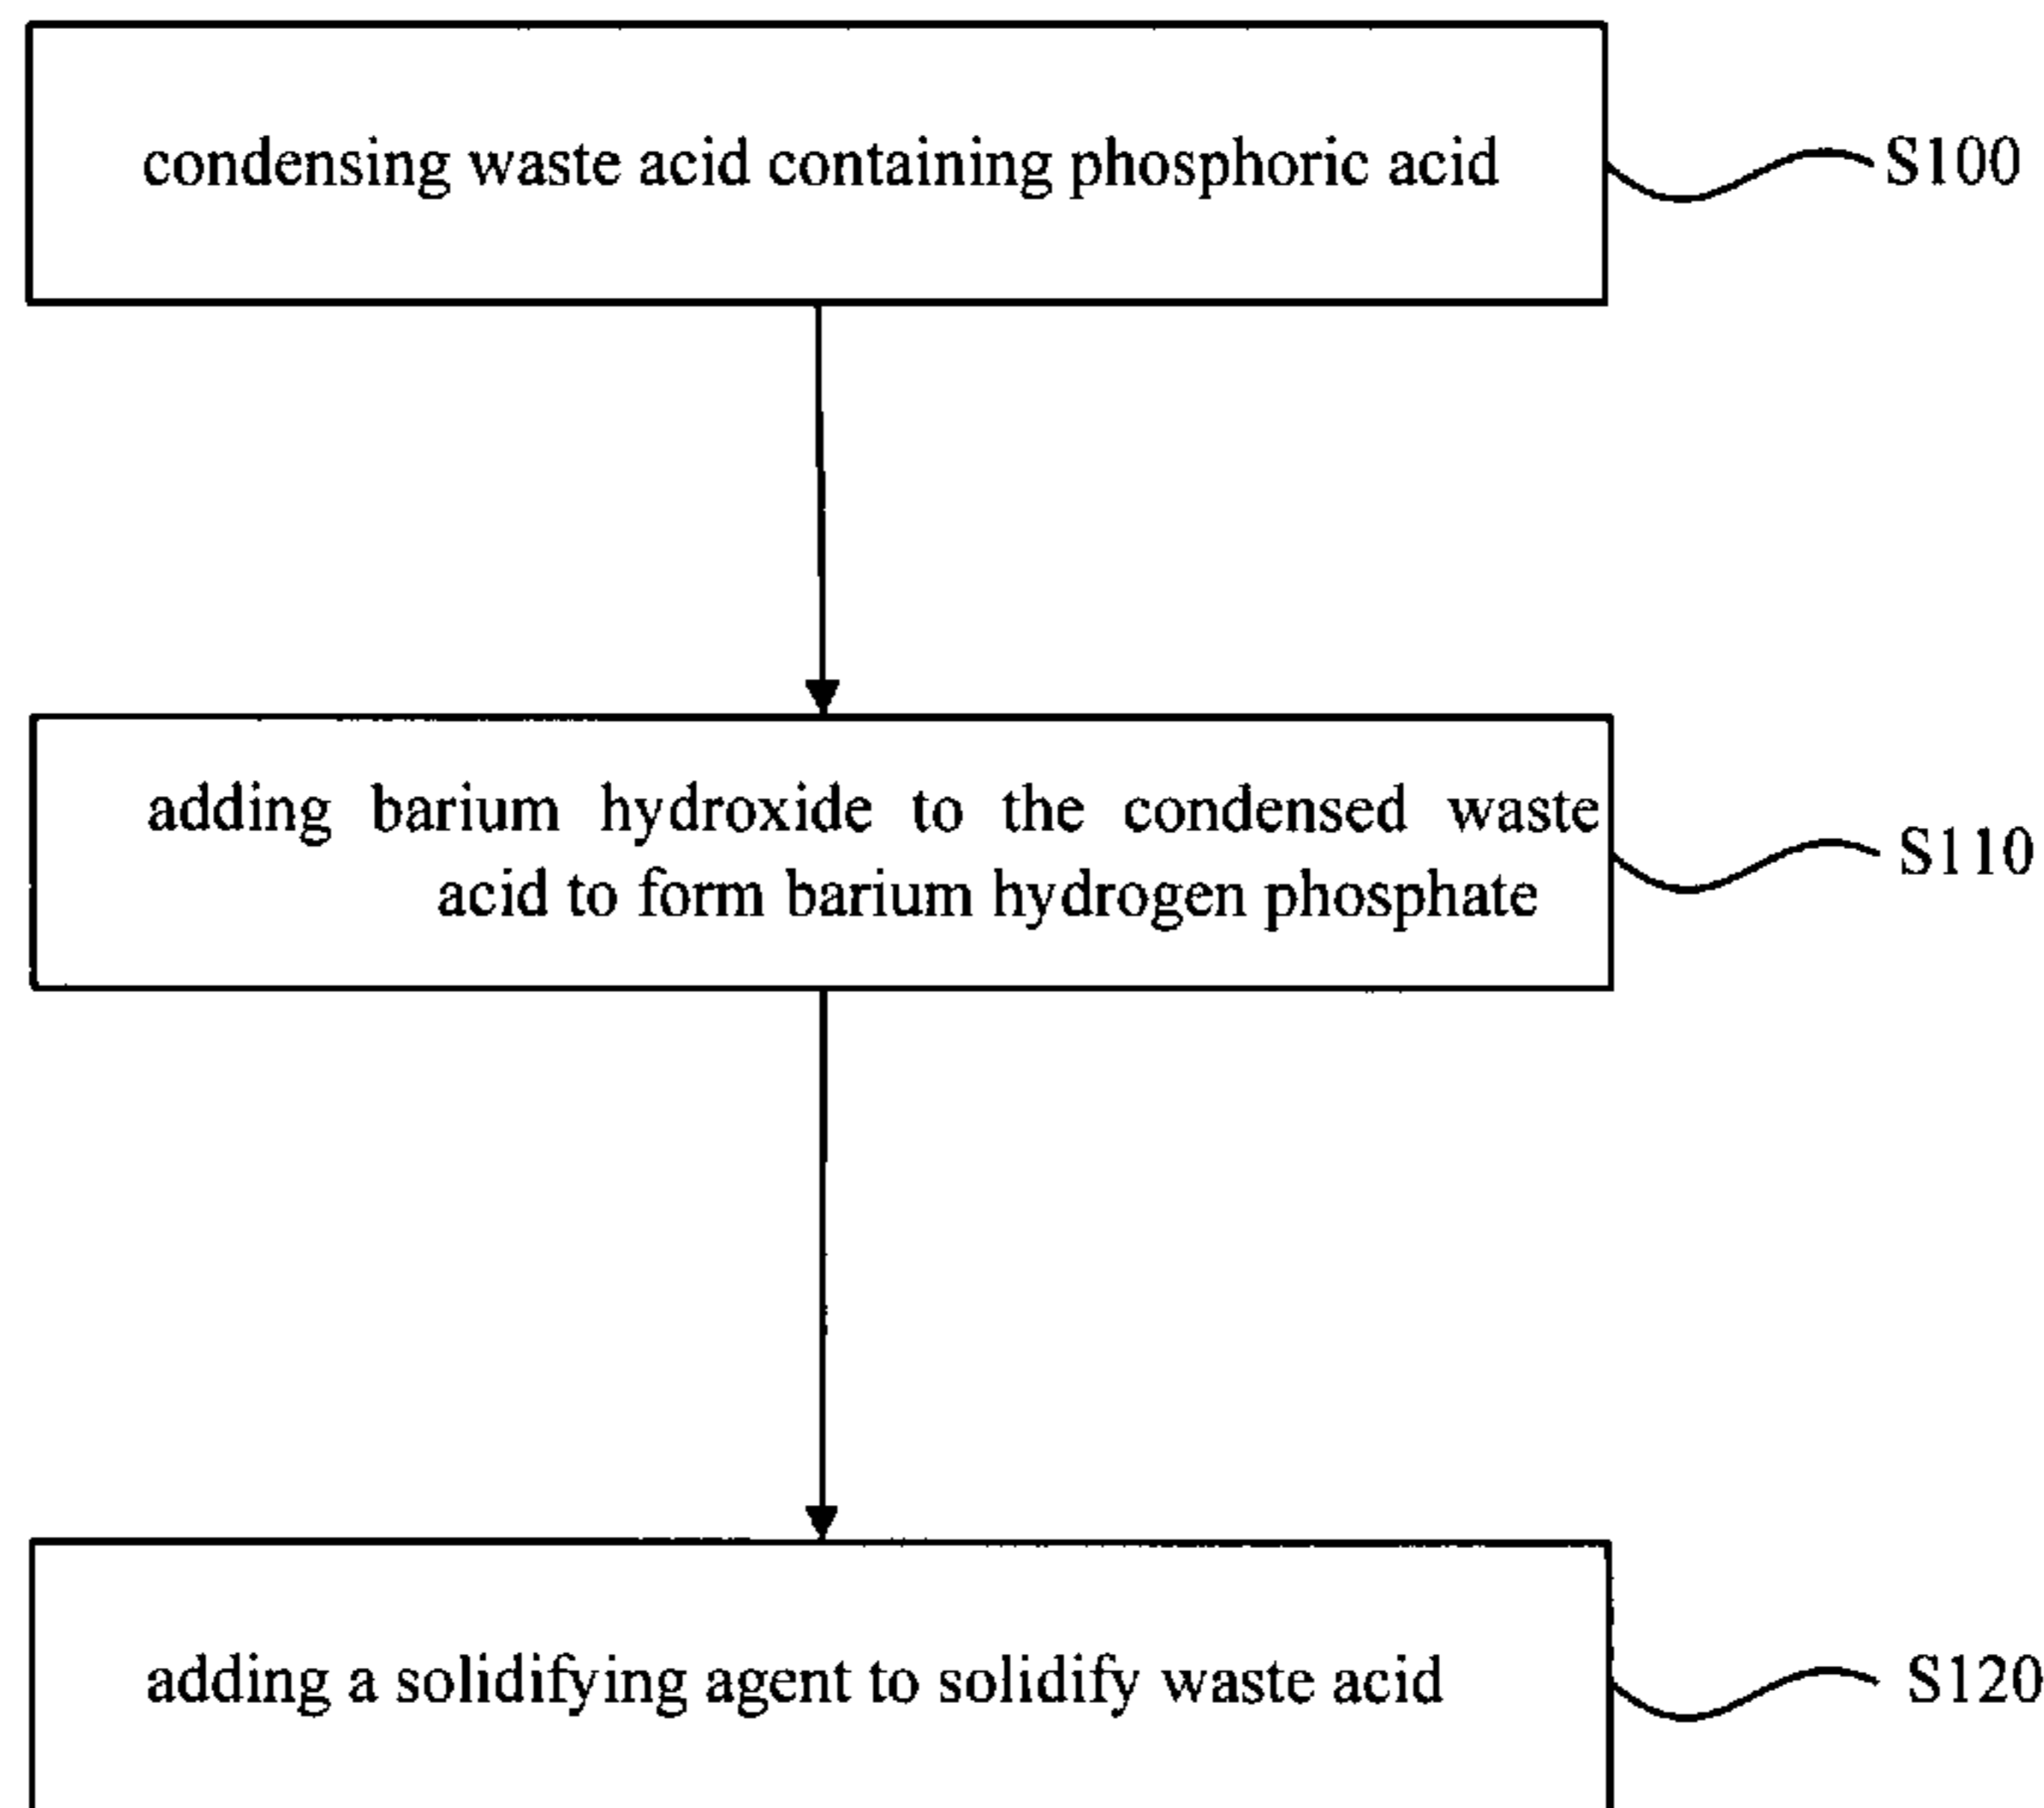 condensing waste acid containing phosphoric acid
S100
adding barium hydroxide to the condensed waste
acid to form barium hydrogen phosphate
S110
adding a solidifying agent to solidify waste acid
S120